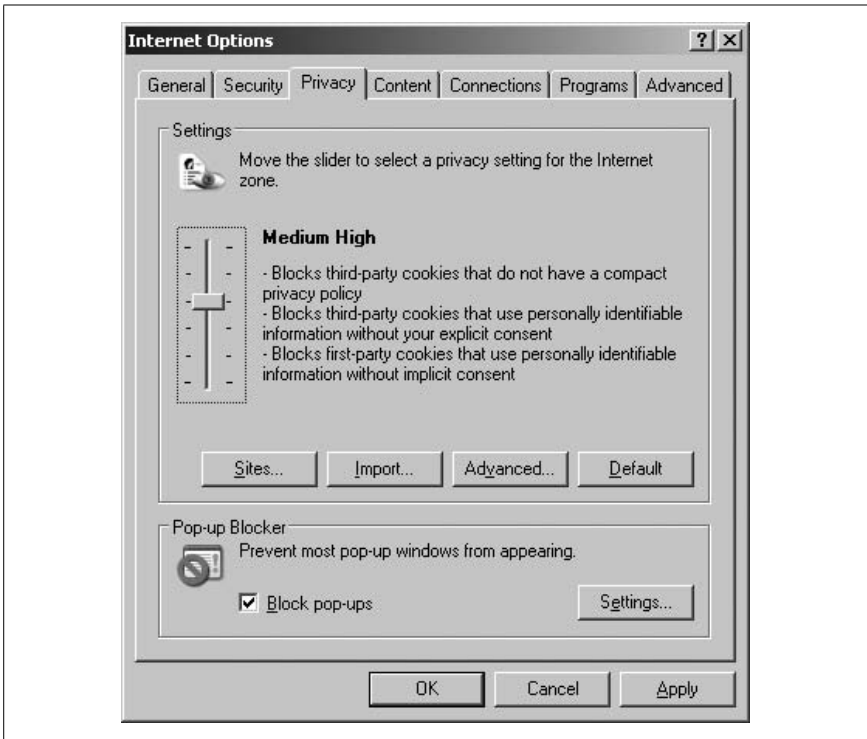 Internet Options
General Security Privacy Content Connections Programs Advanced
Settings
Move the slider to select a privacy setting for the Internet
zone.
Medium High
- Blocks third-party cookies that do not have a compact
privacy policy
- Blocks third-party cookies that use personally identifiable
information without your explicit consent
- Blocks first-party cookies that use personally identifiable
information without implicit consent
Sites... Import... Advanced... Default
Pop-up Blocker
Prevent most pop-up windows from appearing.
Block pop-ups Settings...
OK Cancel Apply